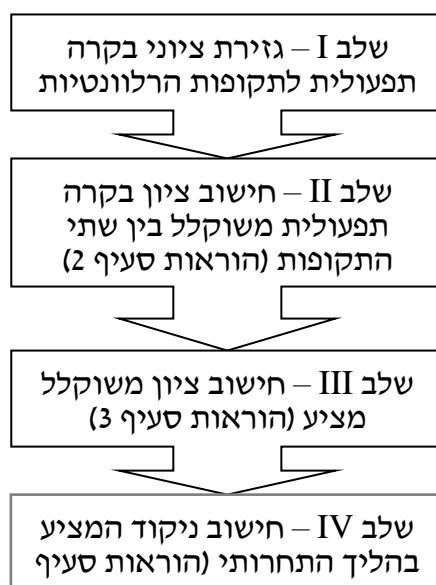 שלב I – גזירת ציוני בקרה
תפעולית לתקופות הרלוונטיות
שלב II – חישוב ציון בקרה
תפעולית משוקלל בין שתי
התקופות (הוראות סעיף 2)
שלב III – חישוב ציון משוקלל
מציע (הוראות סעיף 3)
שלב IV – חישוב ניקוד המציע
בהליך התחרותי (הוראות סעיף